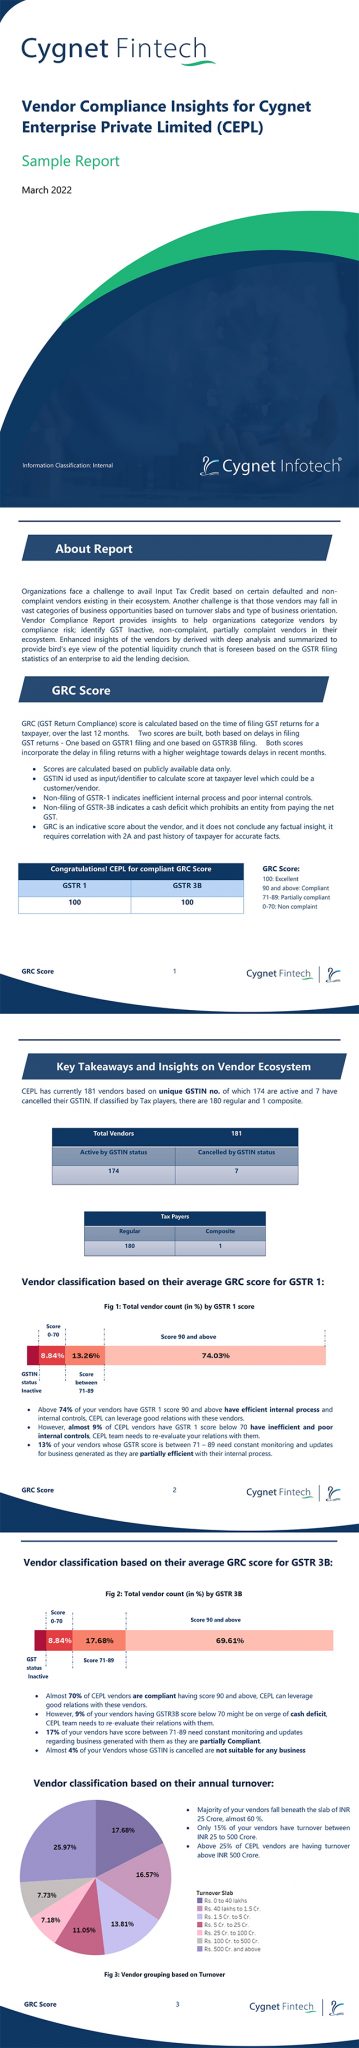 Cygnet Fintech
Vendor Compliance Insights for Cygnet
Enterprise Private Limited (CEPL)
Sample Report
March 2022
Information Classification: Internal
Cygnet Infotech
About Report
Organizations face a challenge to avail Input Tax Credit based on certain defaulted and non-
complaint vendors existing in their ecosystem. Another challenge is that those vendors may fall in
vast categories of business opportunities based on turnover slabs and type of business orientation.
Vendor Compliance Report provides insights to help organizations categorize vendors by
compliance risk; identify GST Inactive, non-complaint, partially complaint vendors in their
ecosystem. Enhanced insights of the vendors by derived with deep analysis and summarized to
provide bird's eye view of the potential liquidity crunch that is foreseen based on the GSTR filing
statistics of an enterprise to aid the lending decision.
GRC Score
GRC (GST Return Compliance) score is calculated based on the time of filing GST returns for a
taxpayer, over the last 12 months. Two scores are built, both based on delays in filing
GST returns - One based on GSTR1 filing and one based on GSTR3B filing. Both scores
incorporate the delay in filing returns with a higher weightage towards delays in recent months.
• Scores are calculated based on publicly available data only.
• GSTIN id used as input/identifier to calculate score at taxpayer level which could be a
customer/vendor.
• Non-filing of GSTR-1 indicates inefficient internal process and poor internal controls.
• Non-filing of GSTR-3B indicates a cash deficit which prohibits an entity from paying the net
GST.
• GRC is an indicative score about the vendor, and it does not conclude any factual insight, it
requires correlation with 2A and past history of taxpayer for accurate facts.
Congratulations! CEPL for compliant GRC Score
GSTR 1 GSTR 3B
100 100
GRC Score:
100: Excellent
90 and above: Compliant
71-89: Partially compliant
0-70: Non complaint
GRC Score 1 Cygnet Fintech
Key Takeaways and Insights on Vendor Ecosystem
CEPL has currently 181 vendors based on unique GSTIN no. of which 174 are active and 7 have
cancelled their GSTIN. If classified by Tax players, there are 180 regular and 1 composite.
Total Vendors 181
Active by GSTIN status Cancelled by GSTIN status
174 7
Tax Payers
Regular Composite
180 1
Vendor classification based on their average GRC score for GSTR 1:
Fig 1: Total vendor count (in %) by GSTR 1 score
Score
0-70
Score 90 and above
8.84% 13.26% 74.03%
GSTIN
status
Inactive
Score
between
71-89
• Above 74% of your vendors have GSTR 1 score 90 and above have efficient internal process and
internal controls, CEPL can leverage good relations with these vendors.
• However, almost 9% of CEPL vendors have GSTR 1 score below 70 have inefficient and poor
internal controls, CEPL team needs to re-evaluate your relations with them.
• 13% of your vendors whose GSTR score is between 71 – 89 need constant monitoring and updates
for business generated as they are partially efficient with their internal process.
GRC Score 2 Cygnet Fintech
Vendor classification based on their average GRC score for GSTR 3B:
Fig 2: Total vendor count (in %) by GSTR 3B
Score
0-70
Score 90 and above
8.84% 17.68% 69.61%
GST
status
Inactive
Score 71-89
• Almost 70% of CEPL vendors are compliant having score 90 and above, CEPL can leverage
good relations with these vendors.
• However, 9% of your vendors having GSTR3B score below 70 might be on verge of cash deficit,
CEPL team needs to re-evaluate their relations with them.
• 17% of your vendors have score between 71-89 need constant monitoring and updates
regarding business generated with them as they are partially Compliant.
• Almost 4% of your Vendors whose GSTIN is cancelled are not suitable for any business
Vendor classification based on their annual turnover:
17.68%
16.57%
13.81%
11.05%
7.18%
7.73%
25.97%
• Majority of your vendors fall beneath the slab of INR
25 Crore, almost 60 %.
• Only 15% of your vendors have turnover between
INR 25 to 500 Crore.
• Above 25% of CEPL vendors are having turnover
above INR 500 Crore.
Turnover Slab
Rs. 0 to 40 lakhs
Rs. 40 lakhs to 1.5 Cr.
Rs. 1.5 Cr to 5 Cr.
Rs. 5 Cr. to 25 Cr.
Rs. 25 Cr. to 100 Cr.
Rs. 100 Cr. to 500 Cr.
Rs. 500 Cr. and above
Fig 3: Vendor grouping based on Turnover
GRC Score 3 Cygnet Fintech